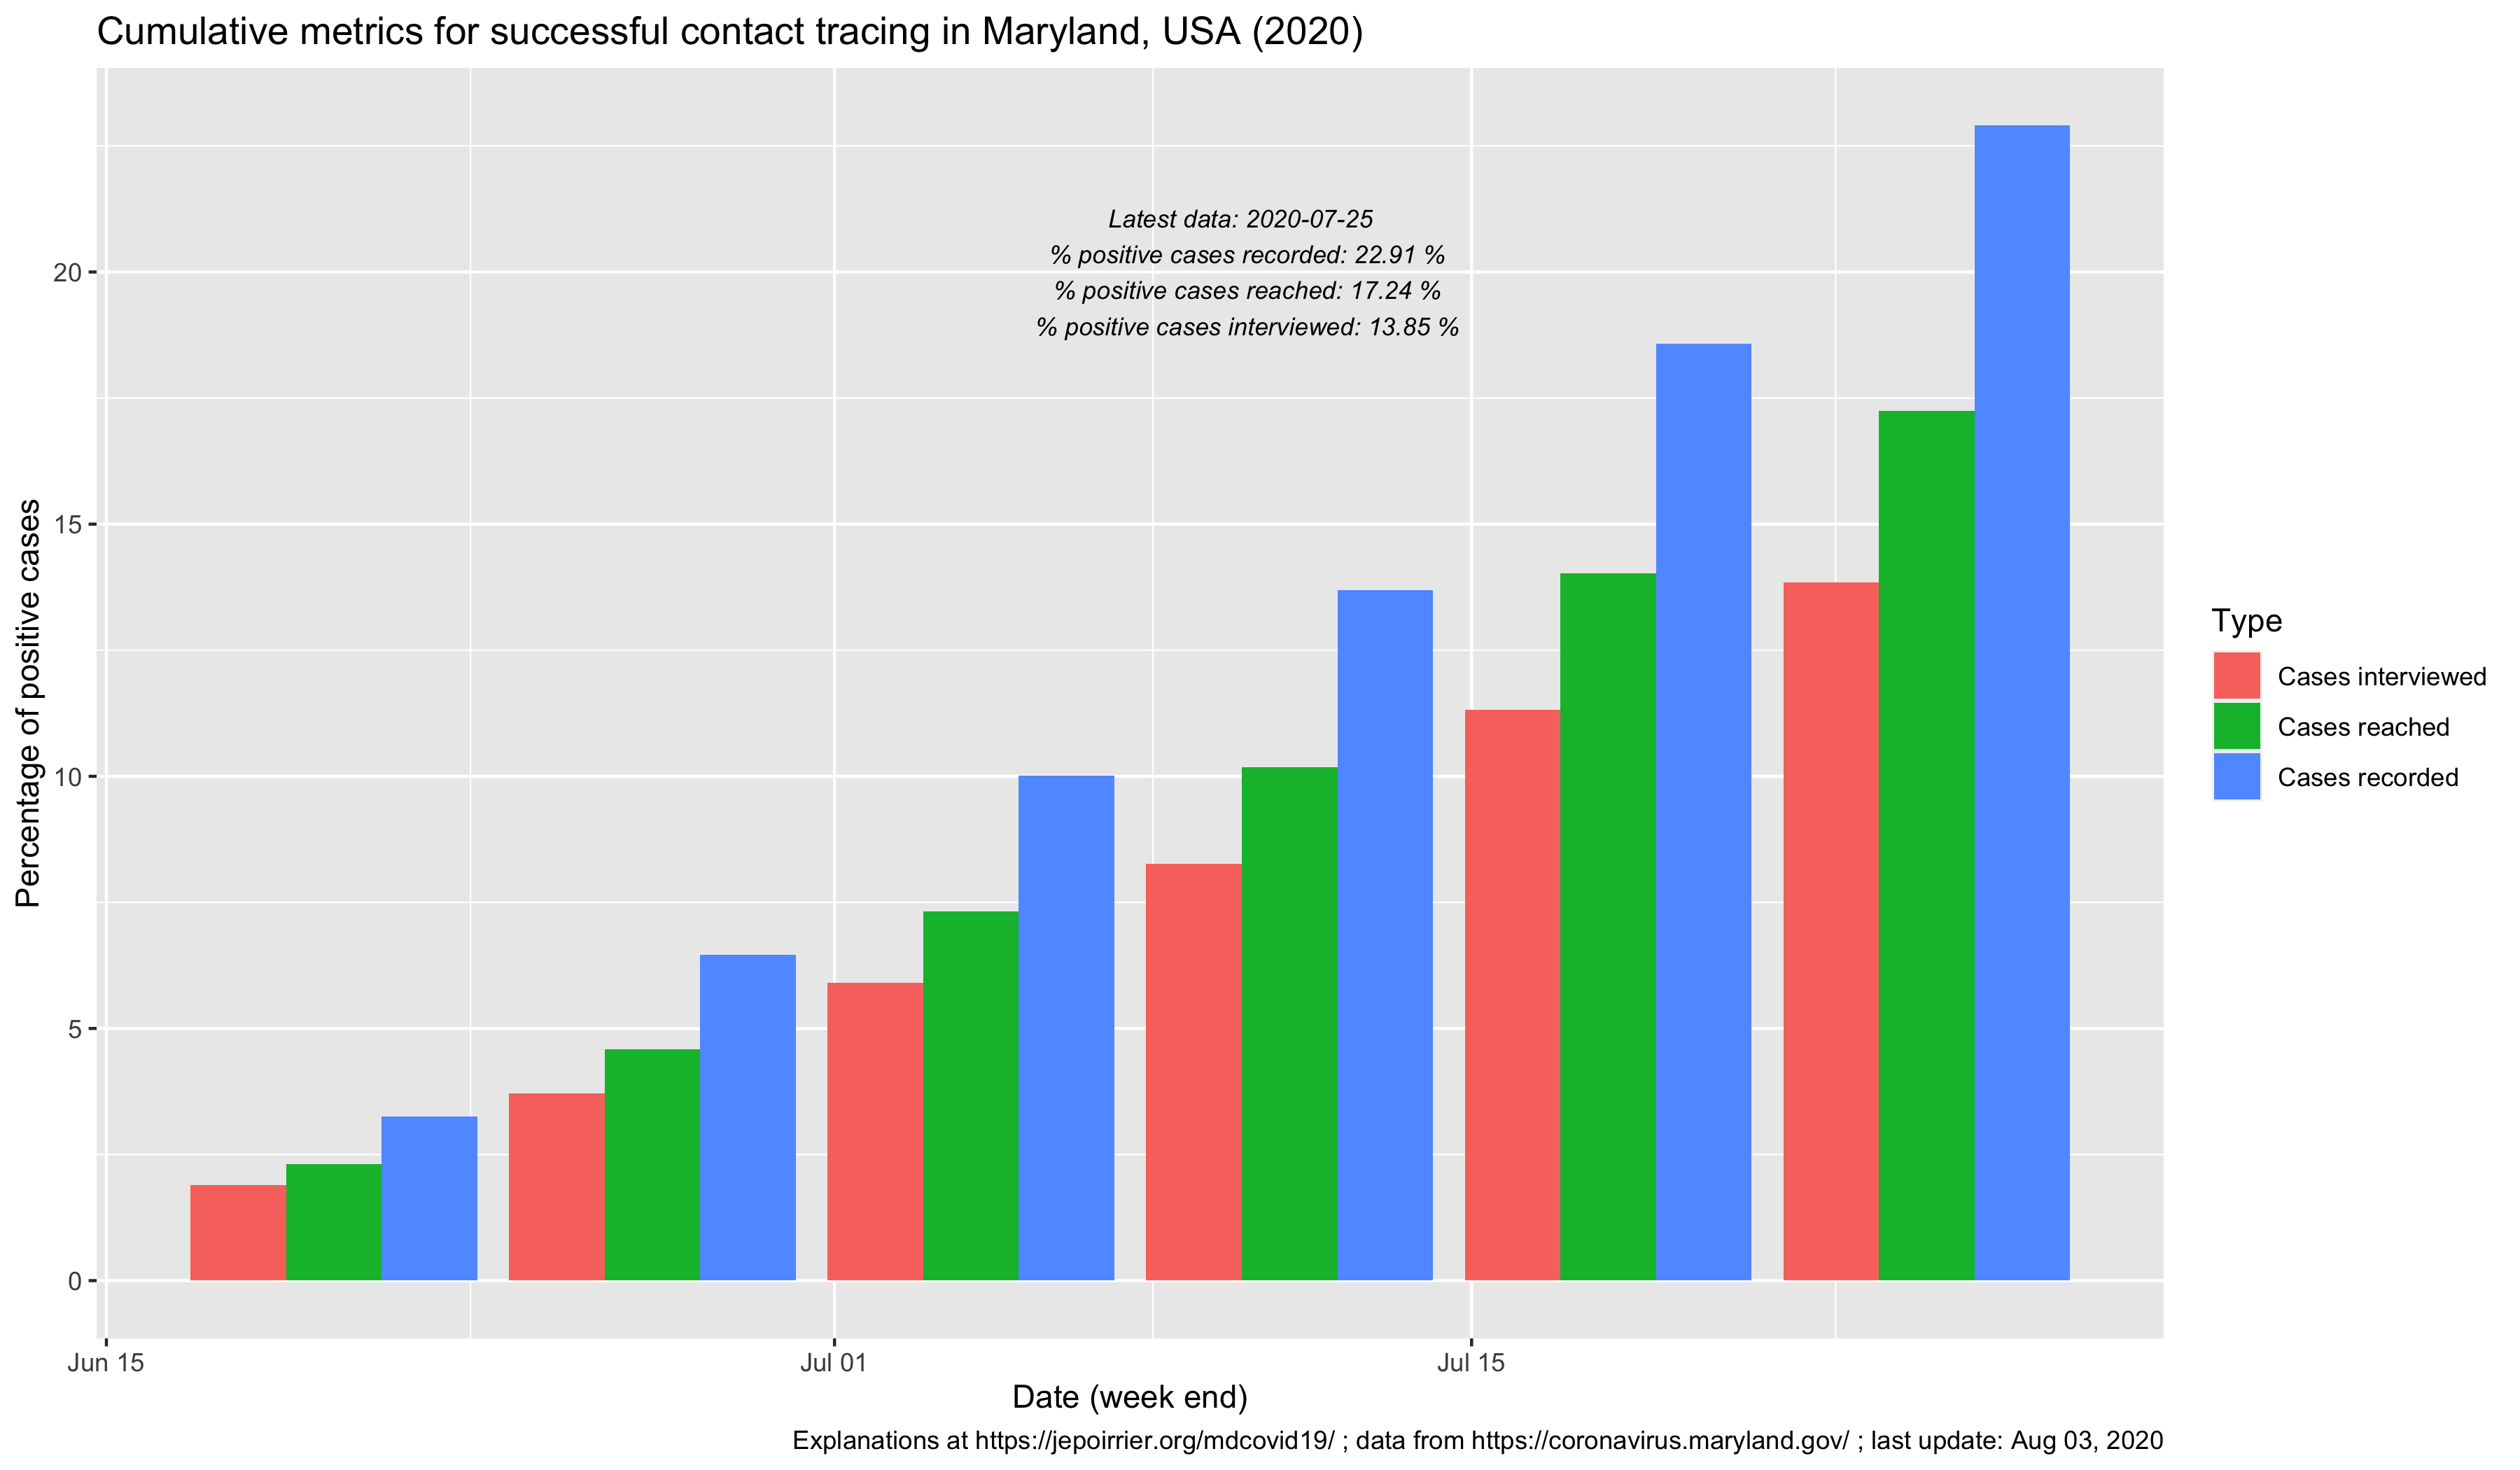 Cumulative metrics for successful contact tracing in Maryland, USA (2020)
Latest data: 2020-07-25
% positive cases recorded: 22.91 %
% positive cases reached: 17.24 %
% positive cases interviewed: 13.85 %
Percentage of positive cases
20
15
10
5
0
Jun 15
Jul 01
Jul 15
Date (week end)
Type
Cases interviewed
Cases reached
Cases recorded
Explanations at https://jepoirrier.org/mdcovid19/ ; data from https://coronavirus.maryland.gov/ ; last update: Aug 03, 2020